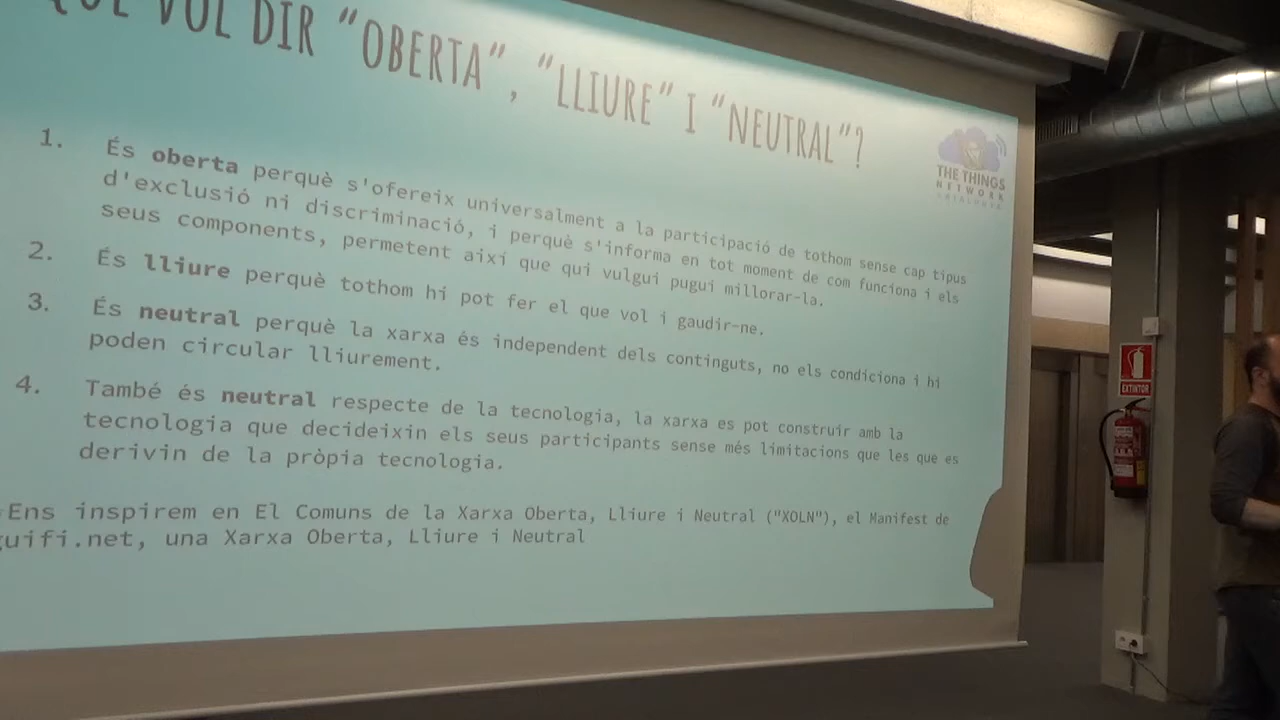 QUÈ VOL DIR "OBERTA", "LLIURE" I "NEUTRAL"?
THE THINGS
NETWORK
CATALUNYA
1. És oberta perquè s'ofereix universalment a la participació de tothom sense cap tipus
d'exclusió ni discriminació, i perquè s'informa en tot moment de com funciona i els
seus components, permetent així que qui vulgui pugui millorar-la.
2. És lliure perquè tothom hi pot fer el que vol i gaudir-ne.
3. És neutral perquè la xarxa és independent dels continguts, no els condiciona i hi
poden circular lliurement.
4. També és neutral respecte de la tecnologia, la xarxa es pot construir amb la
tecnologia que decideixin els seus participants sense més limitacions que les que es
derivin de la pròpia tecnologia.
Ens inspirem en El Comuns de la Xarxa Oberta, Lliure i Neutral ("XOLN"), el Manifest de
guifi.net, una Xarxa Oberta, Lliure i Neutral
EXTINTOR